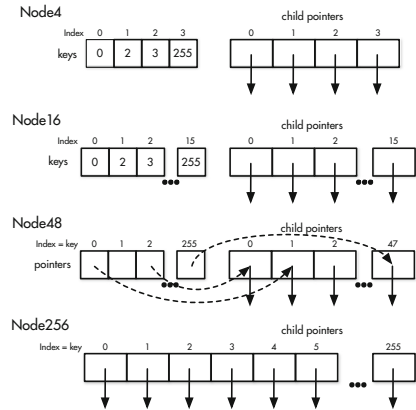 Node4
child pointers
Index 0 1 2 3 0 1 2 3
keys 0 2 3 255
Node16
child pointers
Index 0 1 2 15 0 1 2 15
keys 0 2 3 ••• 255 •••
Node48
child pointers
Index = key 0 1 2 255 0 1 2 47
pointers ••• •••
Node256
child pointers
Index = key 0 1 2 3 4 5 255
•••